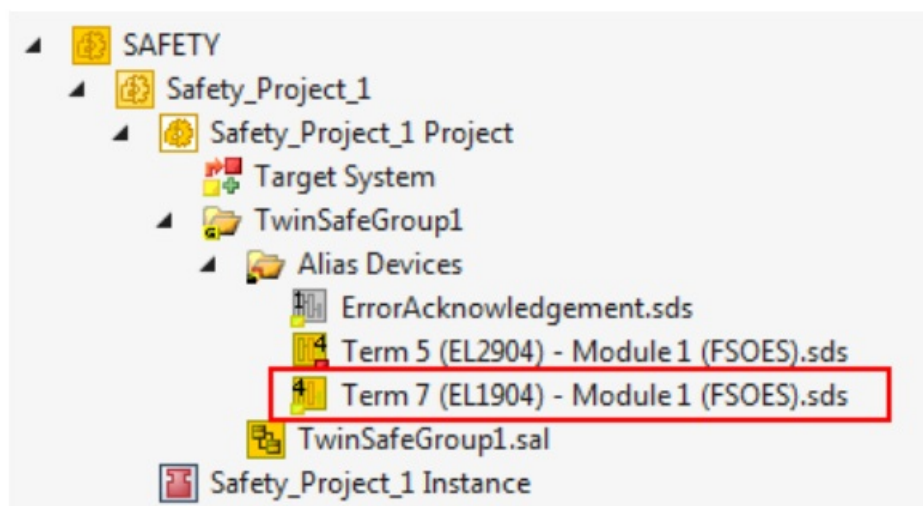 SAFETY
Safety_Project_1
Safety_Project_1 Project
Target System
TwinSafeGroup1
Alias Devices
ErrorAcknowledgement.sds
Term 5 (EL2904) - Module 1 (FSOES).sds
Term 7 (EL1904) - Module 1 (FSOES).sds
TwinSafeGroup1.sal
Safety_Project_1 Instance